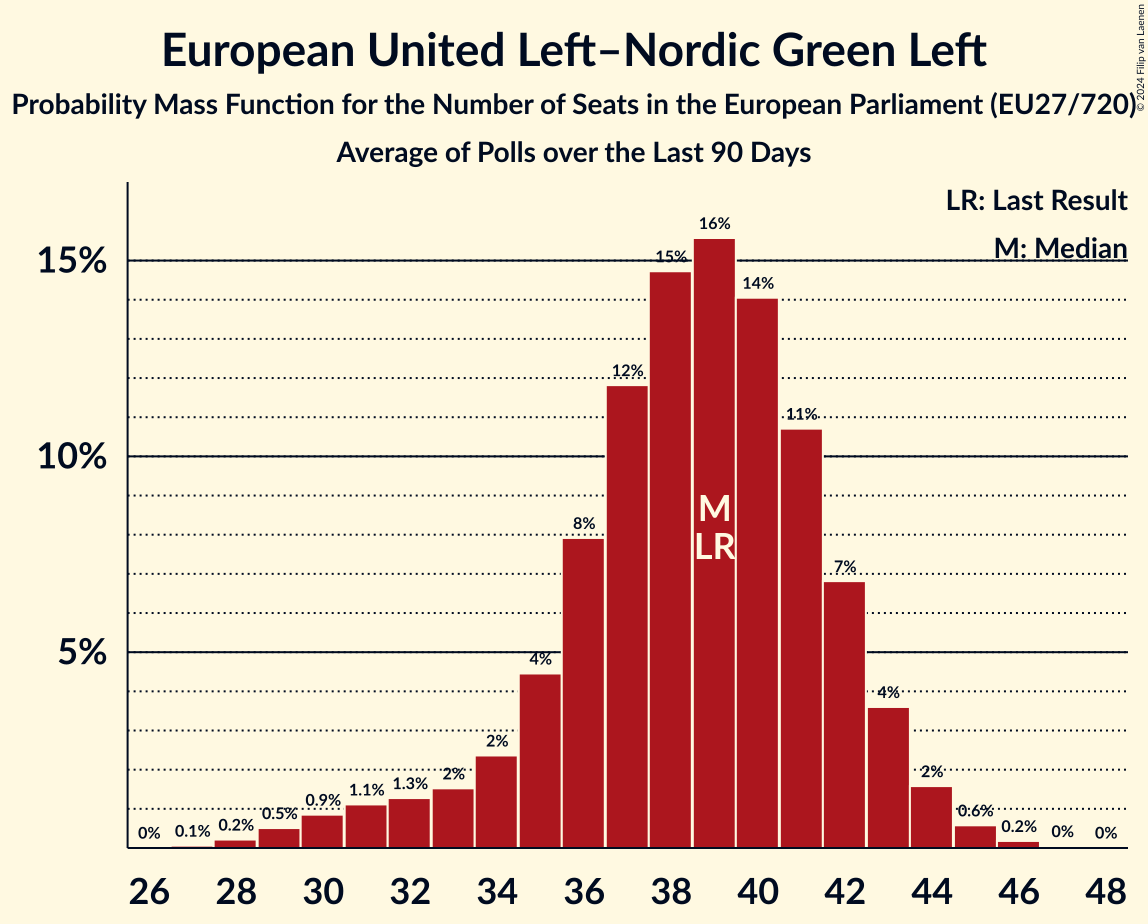 European United Left–Nordic Green Left
Probability Mass Function for the Number of Seats in the European Parliament (EU27/720)
Average of Polls over the Last 90 Days
© 2024 Filip van Laenen
LR: Last Result
M: Median
15%
10%
5%
0%
0.1%
0.2%
0.5%
0.9%
1.1%
1.3%
2%
2%
4%
8%
12%
15%
16%
14%
11%
7%
4%
2%
0.6%
0.2%
0%
0%
M
LR
26 28 30 32 34 36 38 40 42 44 46 48